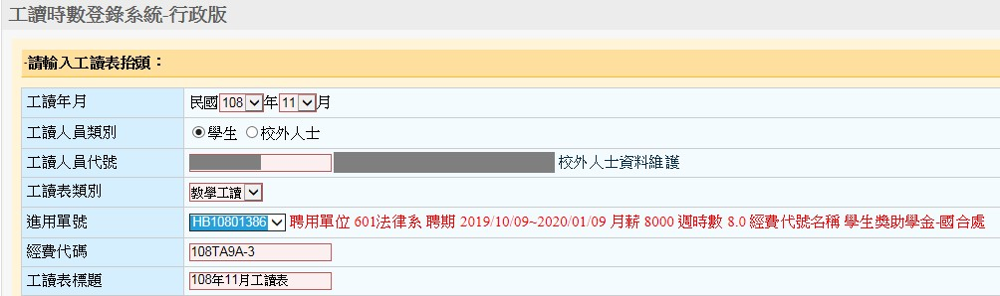 工讀時數登錄系統-行政版
·請輸入工讀表抬頭：
工讀年月 民國 108 年 11 月
工讀人員類別 學生 校外人士
工讀人員代號 校外人士資料維護
工讀表類別 教學工讀
進用單號 HB10801386 聘用單位 601法律系 聘期 2019/10/09~2020/01/09 月薪 8000 週時數 8.0 經費代號名稱 學生獎助學金-國合處
經費代碼 108TA9A-3
工讀表標題 108年11月工讀表